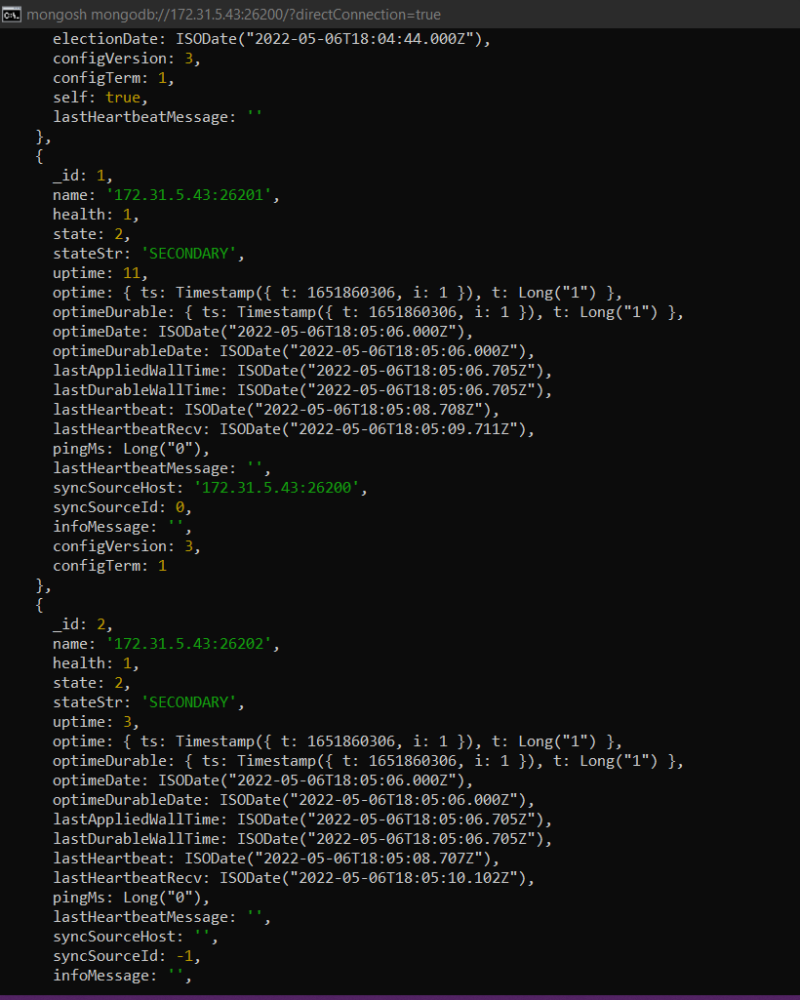 mongosh mongodb://172.31.5.43:26200/?directConnection=true
electionDate: ISODate("2022-05-06T18:04:44.000Z"),
configVersion: 3,
configTerm: 1,
self: true,
lastHeartbeatMessage: ''
},
{
_id: 1,
name: '172.31.5.43:26201',
health: 1,
state: 2,
stateStr: 'SECONDARY',
uptime: 11,
optime: { ts: Timestamp({ t: 1651860306, i: 1 }), t: Long("1") },
optimeDurable: { ts: Timestamp({ t: 1651860306, i: 1 }), t: Long("1") },
optimeDate: ISODate("2022-05-06T18:05:06.000Z"),
optimeDurableDate: ISODate("2022-05-06T18:05:06.000Z"),
lastAppliedWallTime: ISODate("2022-05-06T18:05:06.705Z"),
lastDurableWallTime: ISODate("2022-05-06T18:05:06.705Z"),
lastHeartbeat: ISODate("2022-05-06T18:05:08.708Z"),
lastHeartbeatRecv: ISODate("2022-05-06T18:05:09.711Z"),
pingMs: Long("0"),
lastHeartbeatMessage: '',
syncSourceHost: '172.31.5.43:26200',
syncSourceId: 0,
infoMessage: '',
configVersion: 3,
configTerm: 1
},
{
_id: 2,
name: '172.31.5.43:26202',
health: 1,
state: 2,
stateStr: 'SECONDARY',
uptime: 3,
optime: { ts: Timestamp({ t: 1651860306, i: 1 }), t: Long("1") },
optimeDurable: { ts: Timestamp({ t: 1651860306, i: 1 }), t: Long("1") },
optimeDate: ISODate("2022-05-06T18:05:06.000Z"),
optimeDurableDate: ISODate("2022-05-06T18:05:06.000Z"),
lastAppliedWallTime: ISODate("2022-05-06T18:05:06.705Z"),
lastDurableWallTime: ISODate("2022-05-06T18:05:06.705Z"),
lastHeartbeat: ISODate("2022-05-06T18:05:08.707Z"),
lastHeartbeatRecv: ISODate("2022-05-06T18:05:10.102Z"),
pingMs: Long("0"),
lastHeartbeatMessage: '',
syncSourceHost: '',
syncSourceId: -1,
infoMessage: '',